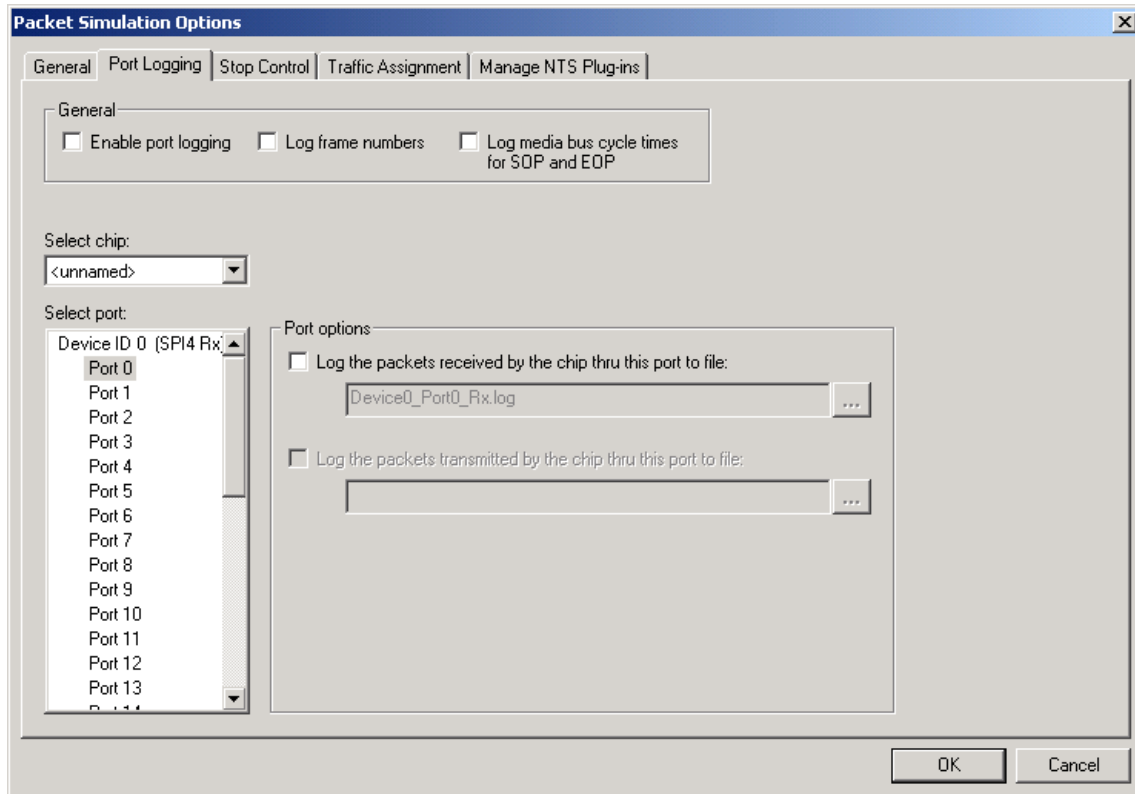 Packet Simulation Options
General
Port Logging
Stop Control
Traffic Assignment
Manage NTS Plug-ins
General
Enable port logging
Log frame numbers
Log media bus cycle times
for SOP and EOP
Select chip:
<unnamed>
Select port:
Device ID 0 (SPI4 Rx)
Port 0
Port 1
Port 2
Port 3
Port 4
Port 5
Port 6
Port 7
Port 8
Port 9
Port 10
Port 11
Port 12
Port 13
Port options
Log the packets received by the chip thru this port to file:
Device0_Port0_Rx.log
...
Log the packets transmitted by the chip thru this port to file:
...
OK
Cancel